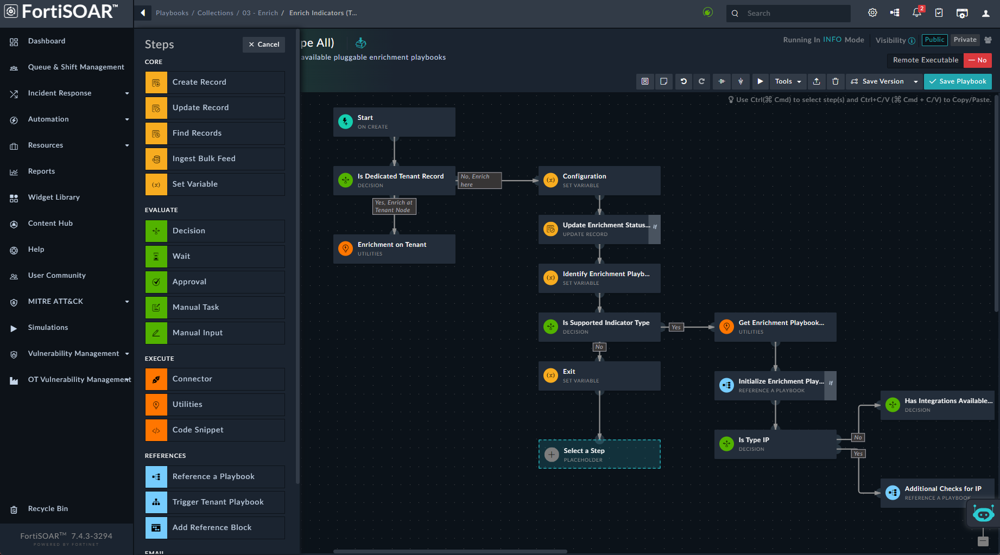 FortiSOAR™
Playbooks / Collections / 03 - Enrich / Enrich Indicators (T...
Search
2
Dashboard
Queue & Shift Management
Incident Response
Automation
Resources
Reports
Widget Library
Content Hub
Help
User Community
MITRE ATT&CK
Simulations
Vulnerability Management
OT Vulnerability Management
Recycle Bin
FortiSOAR™ 7.4.3-3294
POWERED BY FORTINET
Steps
× Cancel
CORE
Create Record
Update Record
Find Records
Ingest Bulk Feed
(x) Set Variable
EVALUATE
Decision
Wait
Approval
Manual Task
Manual Input
EXECUTE
Connector
Utilities
</> Code Snippet
REFERENCES
Reference a Playbook
Trigger Tenant Playbook
Add Reference Block
EMAIL
pe All)
available pluggable enrichment playbooks
Running In INFO Mode
Visibility
Public
Private
Remote Executable
No
Tools
Save Version
Save Playbook
Use Ctrl(⌘ Cmd) to select step(s) and Ctrl+C/V (⌘ Cmd + C/V) to Copy/Paste.
Start
ON CREATE
Is Dedicated Tenant Record
DECISION
No, Enrich
here
Yes, Enrich at
Tenant Node
Enrichment on Tenant
UTILITIES
(x) Configuration
SET VARIABLE
Update Enrichment Status...
UPDATE RECORD
If
(x) Identify Enrichment Playb...
SET VARIABLE
Is Supported Indicator Type
DECISION
Yes
No
(x) Exit
SET VARIABLE
Select a Step
PLACEHOLDER
Get Enrichment Playbook...
UTILITIES
Initialize Enrichment Play...
REFERENCE A PLAYBOOK
If
Is Type IP
DECISION
No
Yes
Has Integrations Available...
DECISION
Additional Checks for IP
REFERENCE A PLAYBOOK